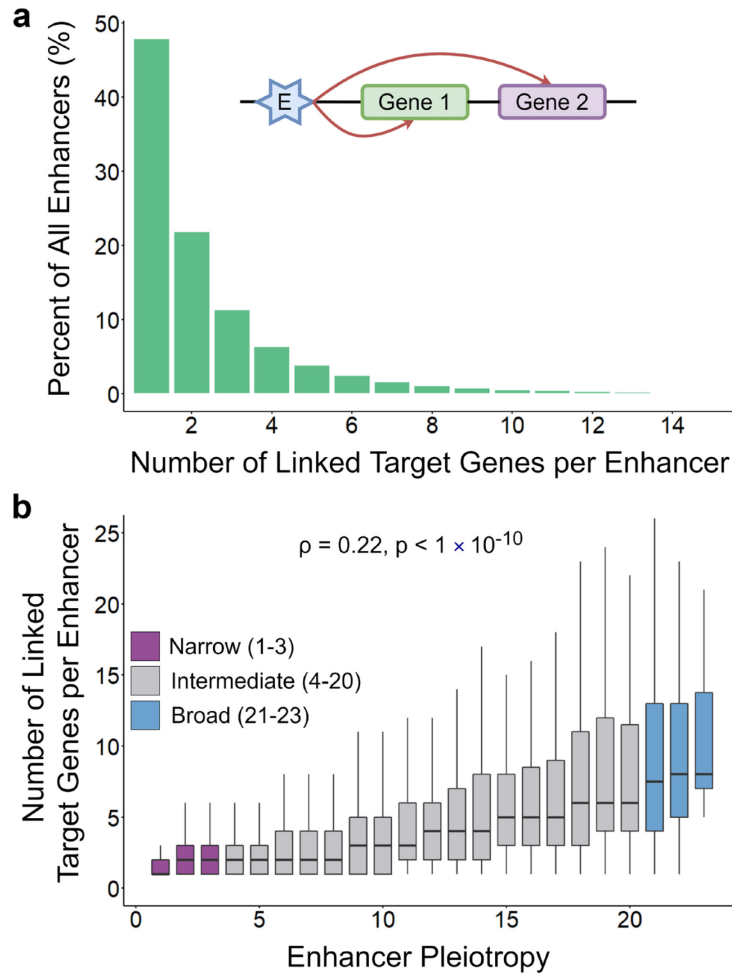 a
Percent of All Enhancers (%)
50
40
30
20
10
0
E
Gene 1
Gene 2
2 4 6 8 10 12 14
Number of Linked Target Genes per Enhancer
b
Number of Linked
Target Genes per Enhancer
25
20
15
10
5
0
ρ = 0.22, p < 1 × 10⁻¹⁰
Narrow (1-3)
Intermediate (4-20)
Broad (21-23)
0 5 10 15 20
Enhancer Pleiotropy